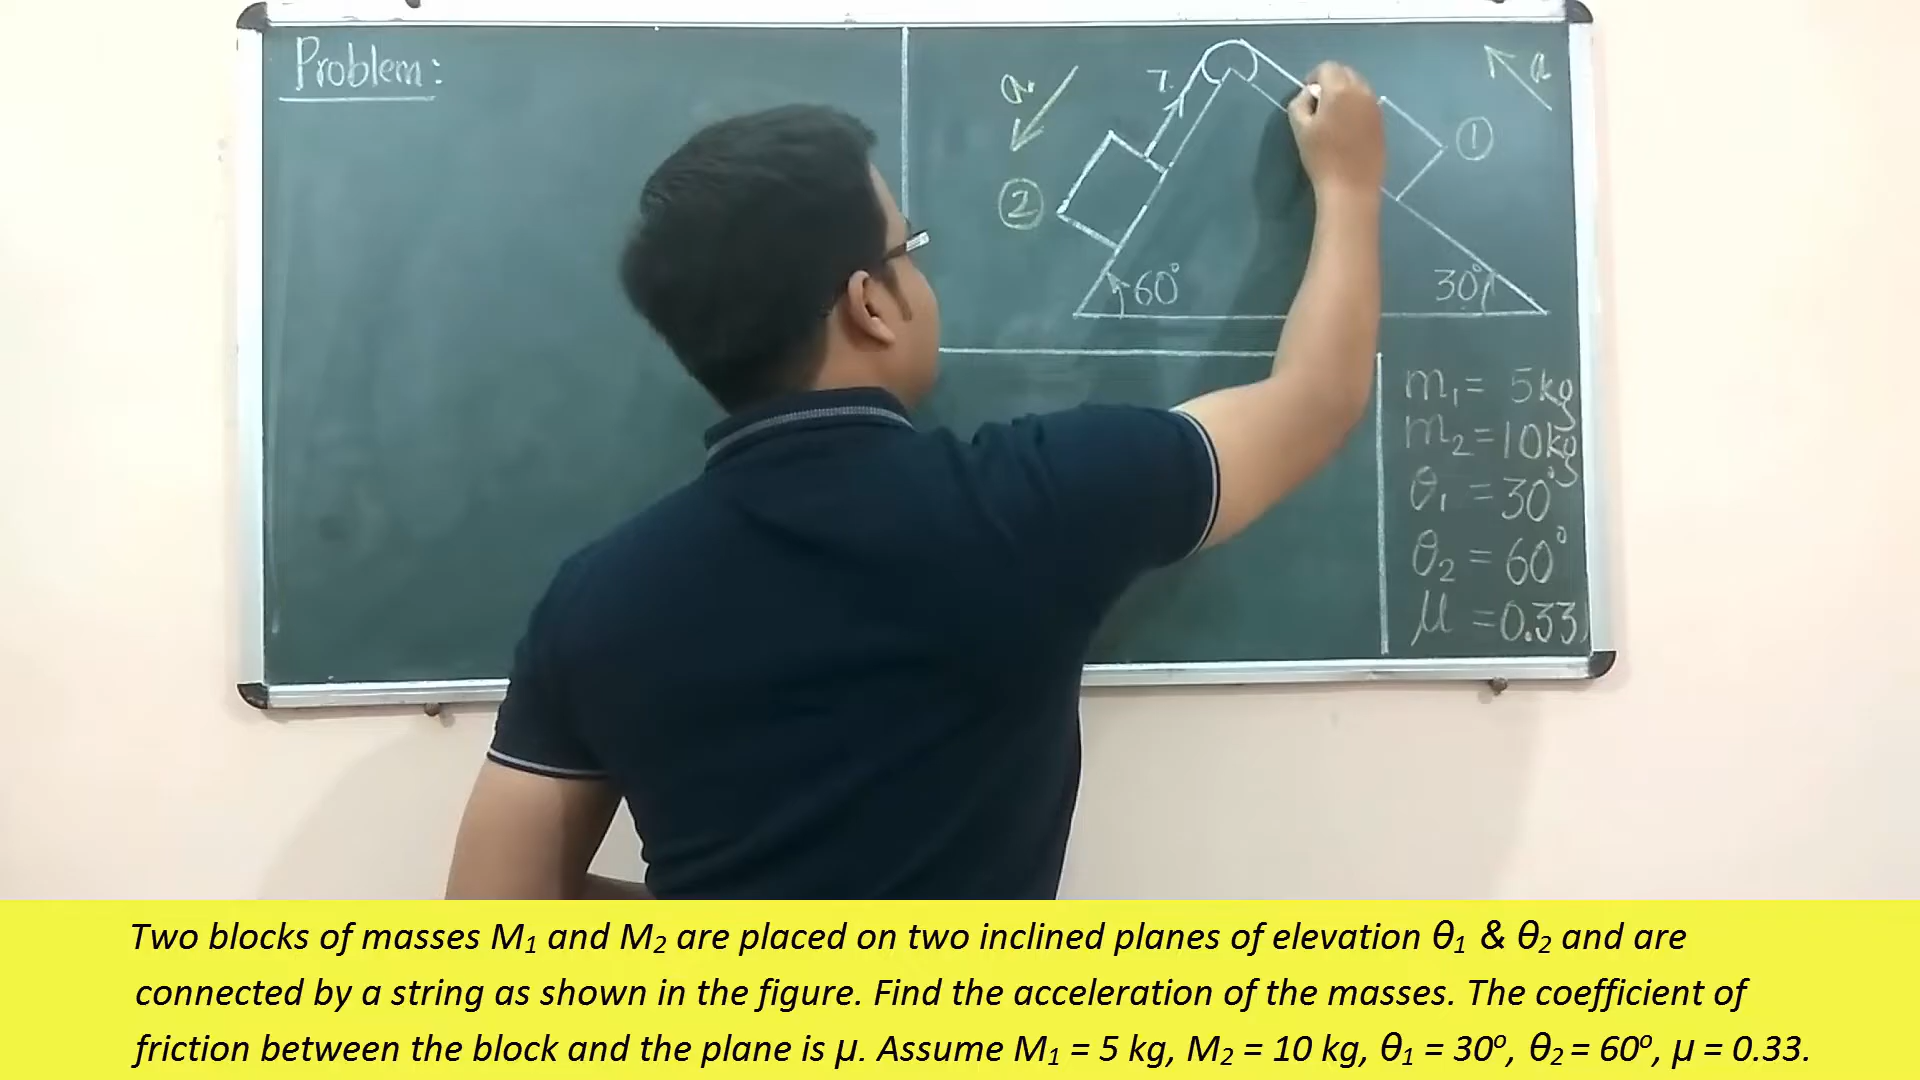 Problem:
a.
T.
a
①
②
60°
30°
m₁ = 5kg
m₂ = 10kg
θ₁ = 30°
θ₂ = 60°
μ = 0.33
Two blocks of masses M₁ and M₂ are placed on two inclined planes of elevation θ₁ & θ₂ and are
connected by a string as shown in the figure. Find the acceleration of the masses. The coefficient of
friction between the block and the plane is μ. Assume M₁ = 5 kg, M₂ = 10 kg, θ₁ = 30º, θ₂ = 60º, μ = 0.33.